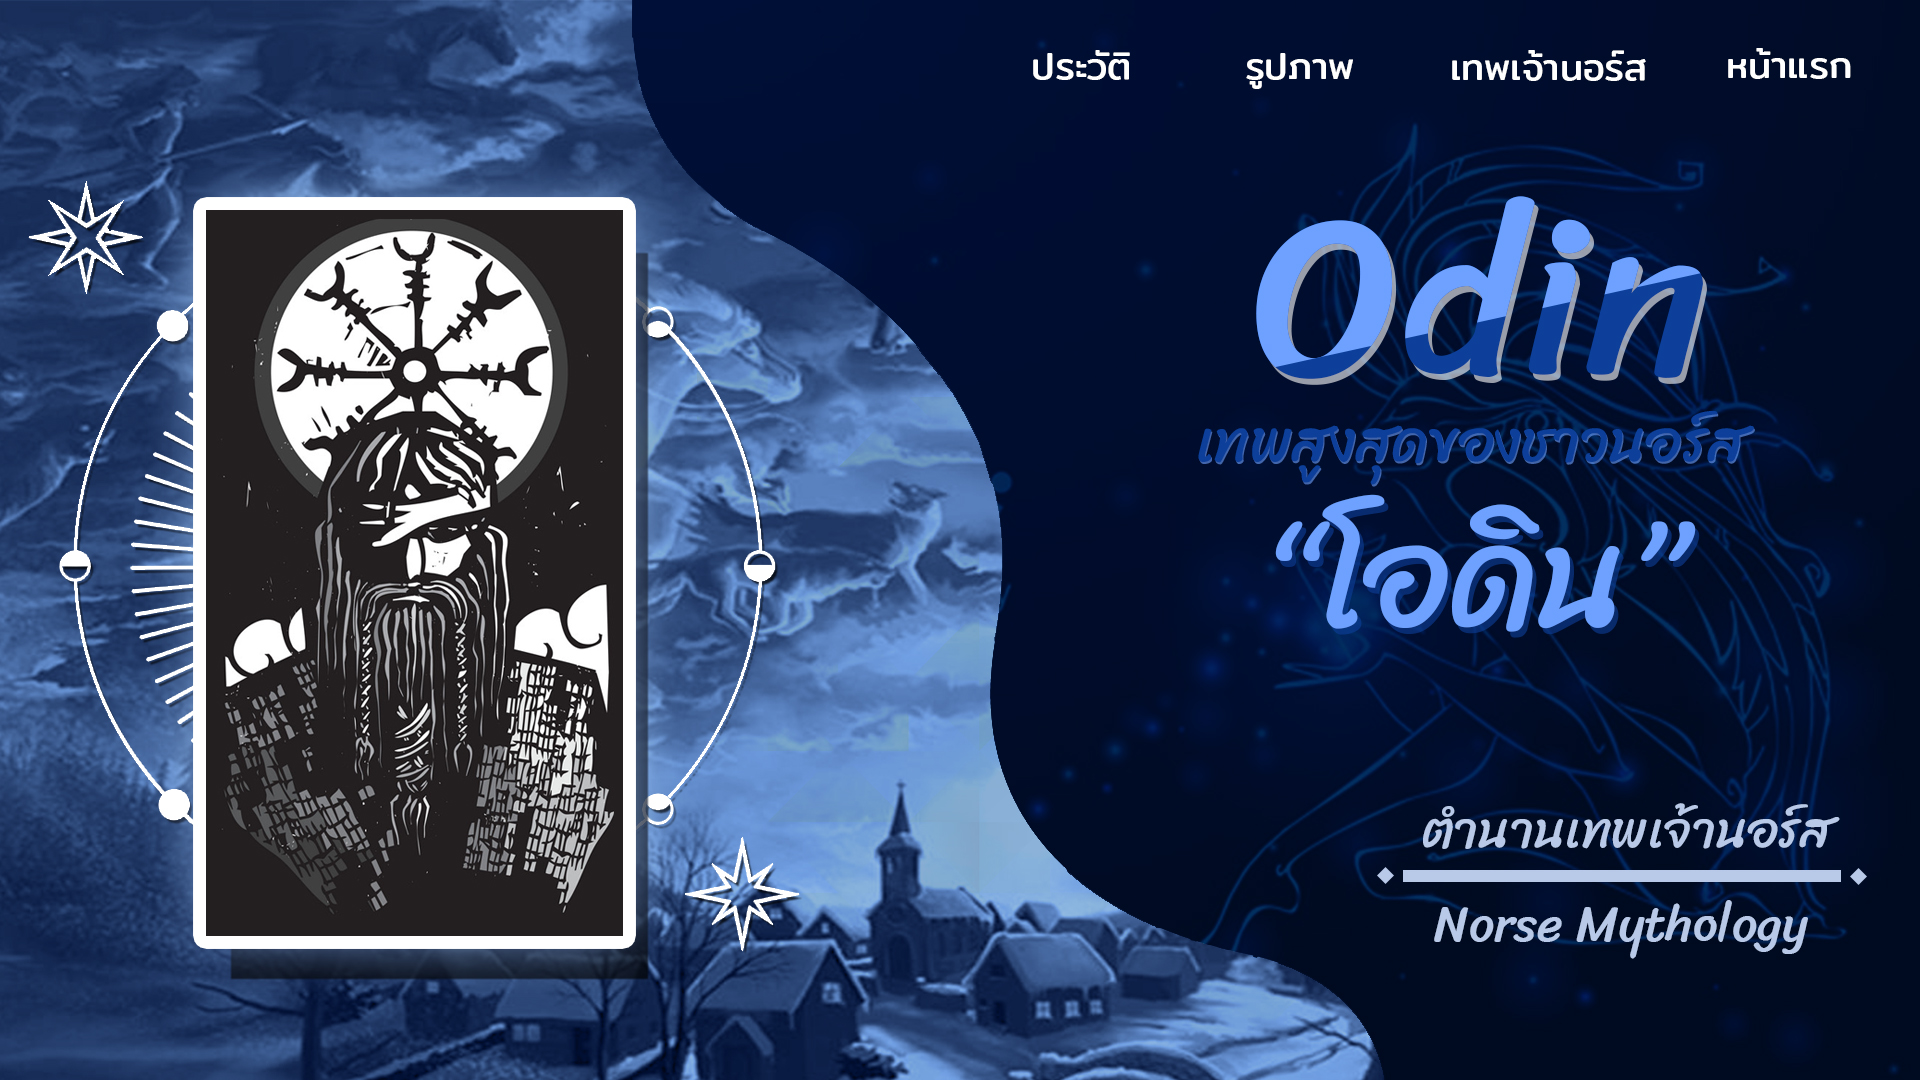 ประวัติ รูปภาพ เทพเจ้านอร์ส หน้าแรก
Odin
เทพสูงสุดของชาวนอร์ส
“โอดิน”
ตำนานเทพเจ้านอร์ส
Norse Mythology